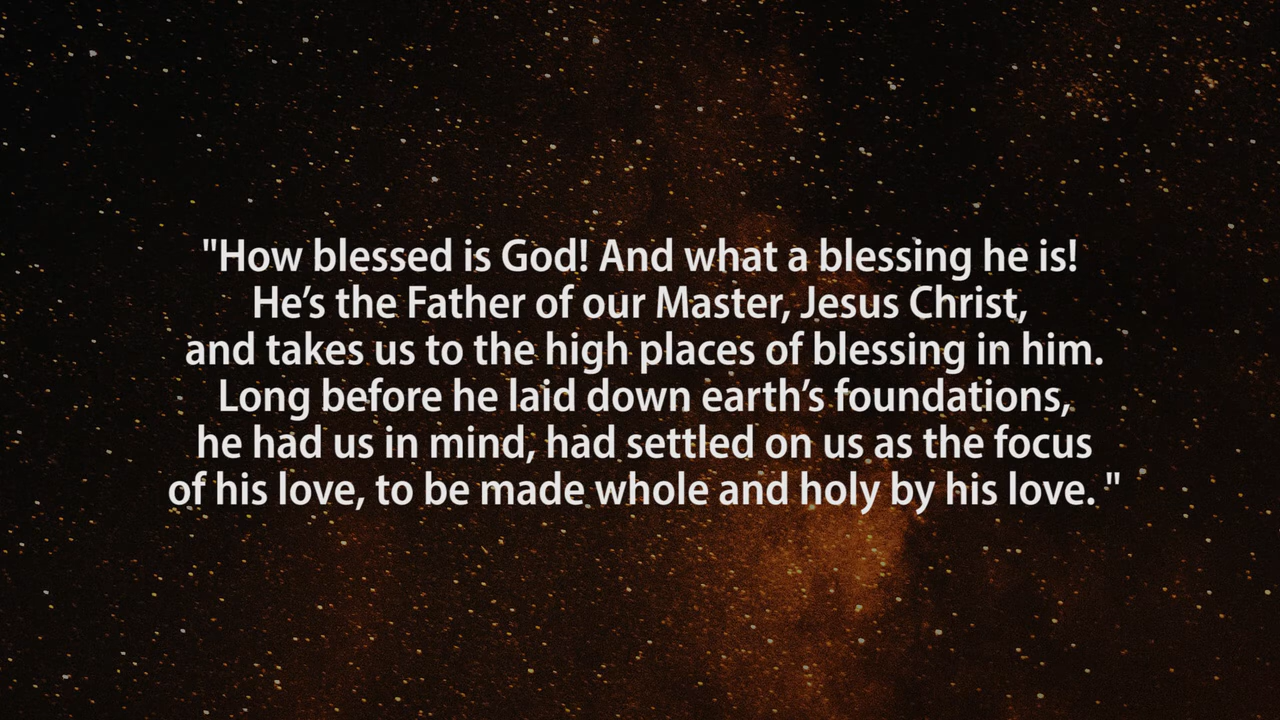 "How blessed is God! And what a blessing he is!
He’s the Father of our Master, Jesus Christ,
and takes us to the high places of blessing in him.
Long before he laid down earth’s foundations,
he had us in mind, had settled on us as the focus
of his love, to be made whole and holy by his love. "